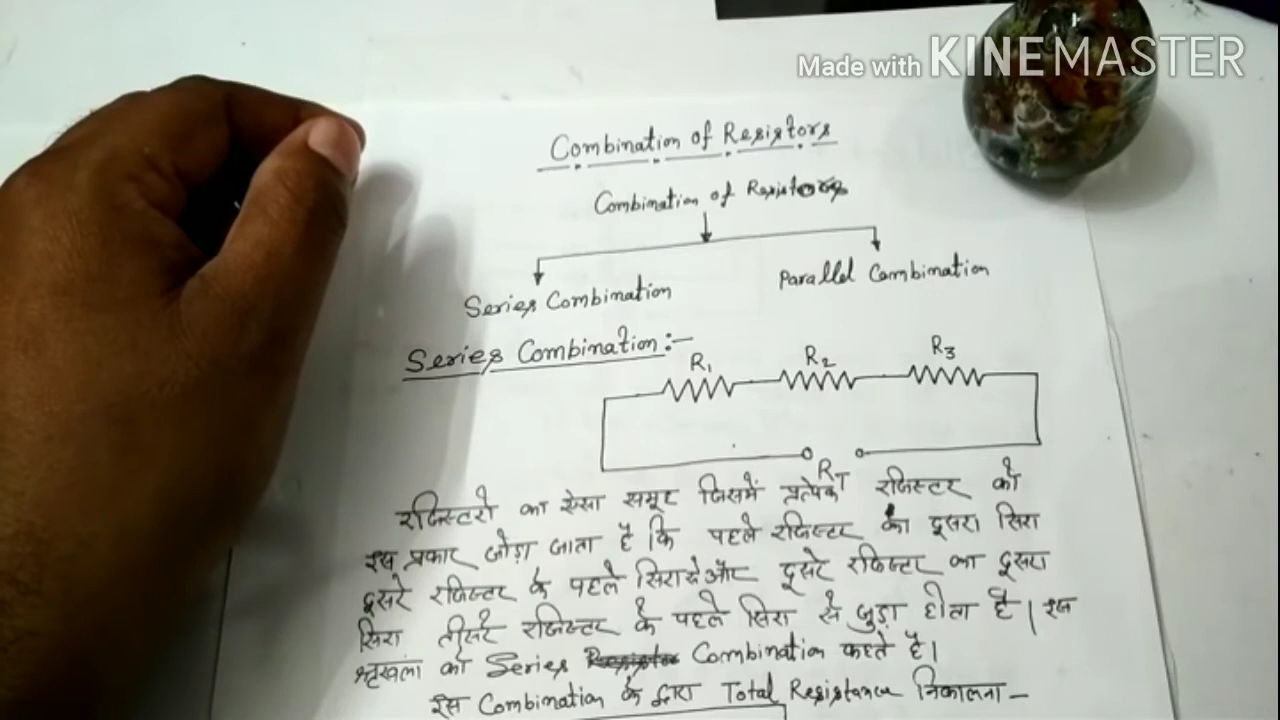 Made with KINEMASTER
Combination of Resistors
Combination of Resistors
Series Combination
Parallel Combination
Series Combination:-
R1 R2 R3
RT
रजिस्टरो का ऐसा समूह जिसमें प्रत्येक रजिस्टर को
इस प्रकार जोड़ा जाता है कि पहले रजिस्टर का दूसरा सिरा
दूसरे रजिस्टर के पहले सिरा से और दूसरे रजिस्टर का दूसरा
सिरा तीसरे रजिस्टर के पहले सिरा से जुड़ा होता है। इस
श्रृखला को Series Combination कहते है।
इस Combination के द्वारा Total Resistance निकालना -